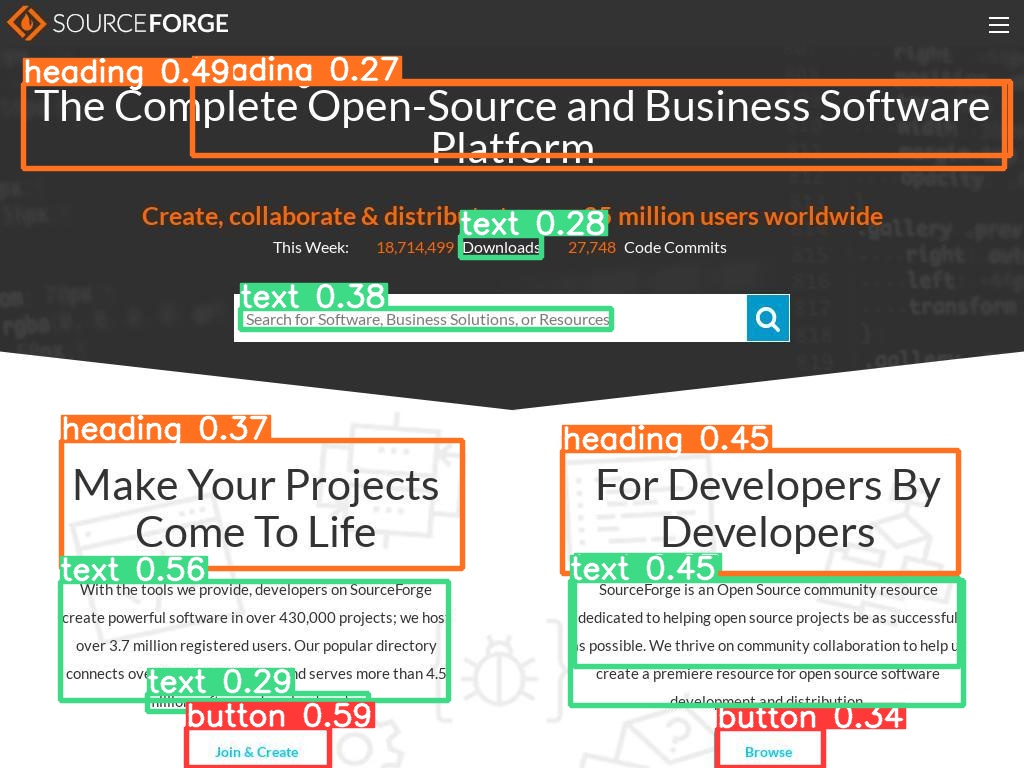 SOURCEFORGE
heading 0.49
ading 0.27
The Complete Open-Source and Business Software
Platform
Create, collaborate & distribute 25 million users worldwide
text 0.28
This Week: 18,714,499 Downloads 27,748 Code Commits
text 0.38
Search for Software, Business Solutions, or Resources
heading 0.37
heading 0.45
Make Your Projects
Come To Life
For Developers By
Developers
text 0.56
text 0.45
With the tools we provide, developers on SourceForge
create powerful software in over 430,000 projects; we host
over 3.7 million registered users. Our popular directory
connects and serves more than 4.5
text 0.29
SourceForge is an Open Source community resource
dedicated to helping open source projects be as successful
as possible. We thrive on community collaboration to help
create a premiere resource for open source software
development and distribution
button 0.59
button 0.34
Join & Create
Browse